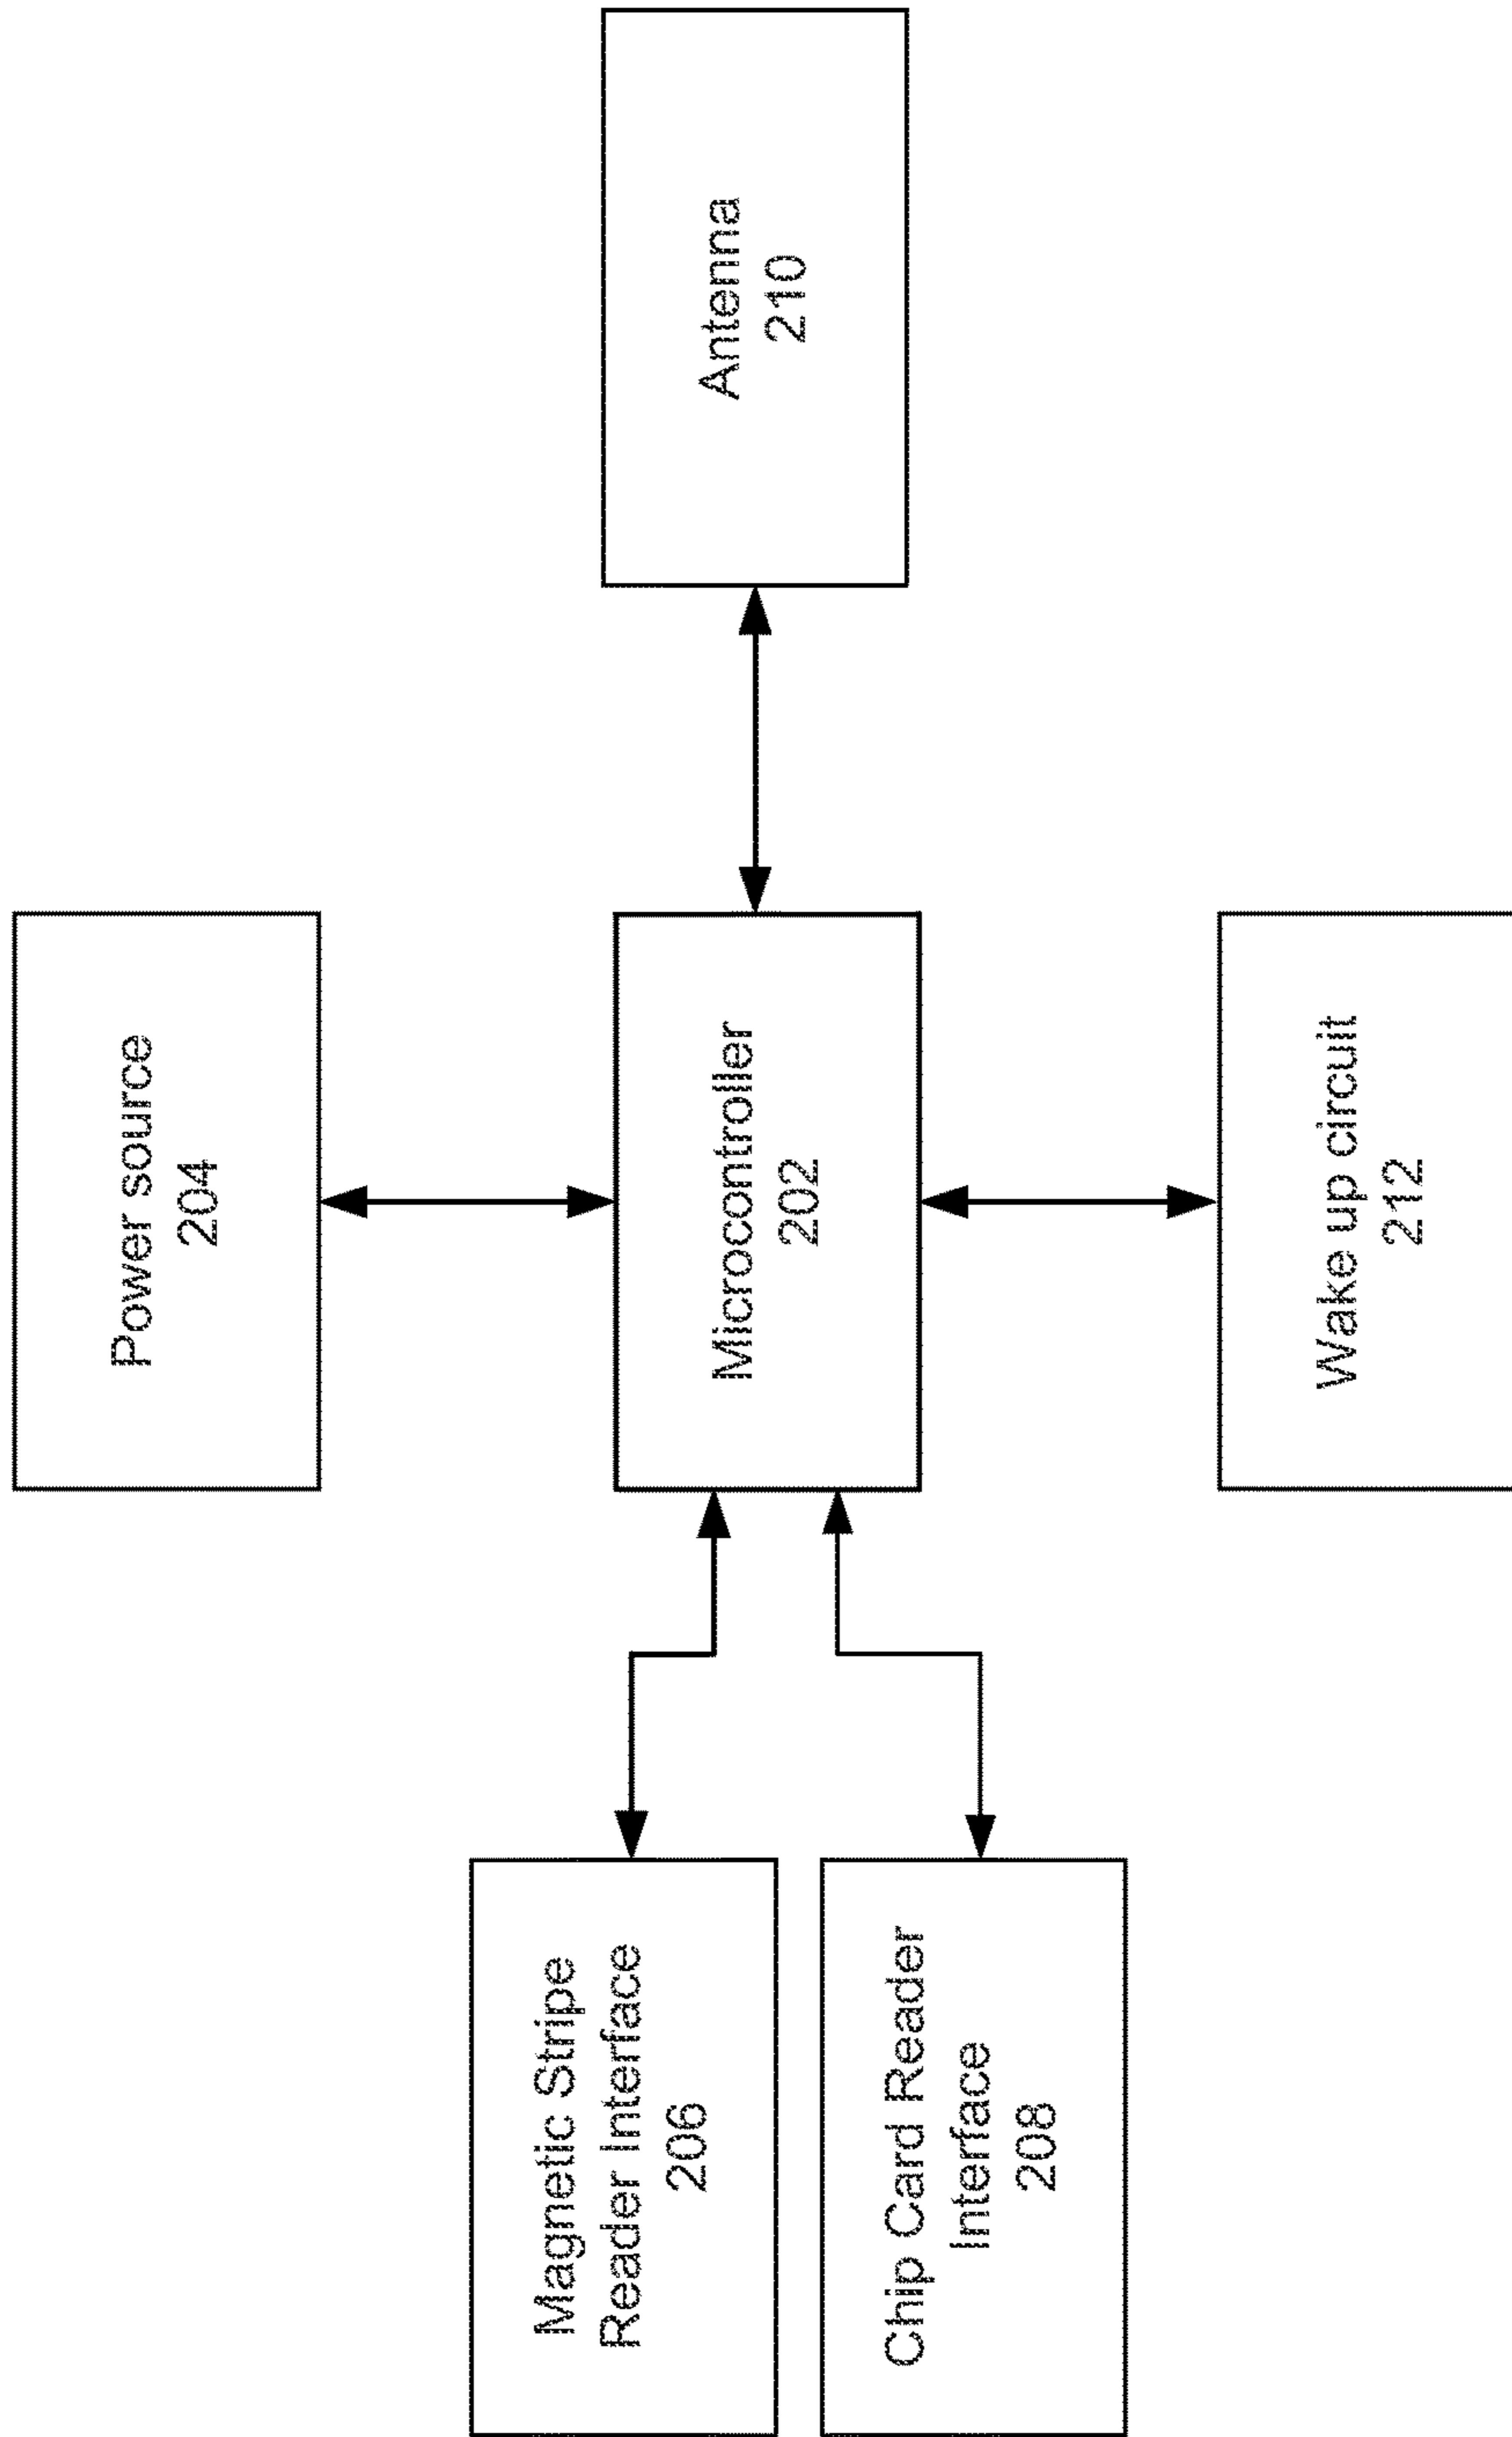 Power source
204
Magnetic Stripe
Reader Interface
206
Microcontroller
202
Antenna
210
Chip Card Reader
Interface
208
Wake up circuit
212